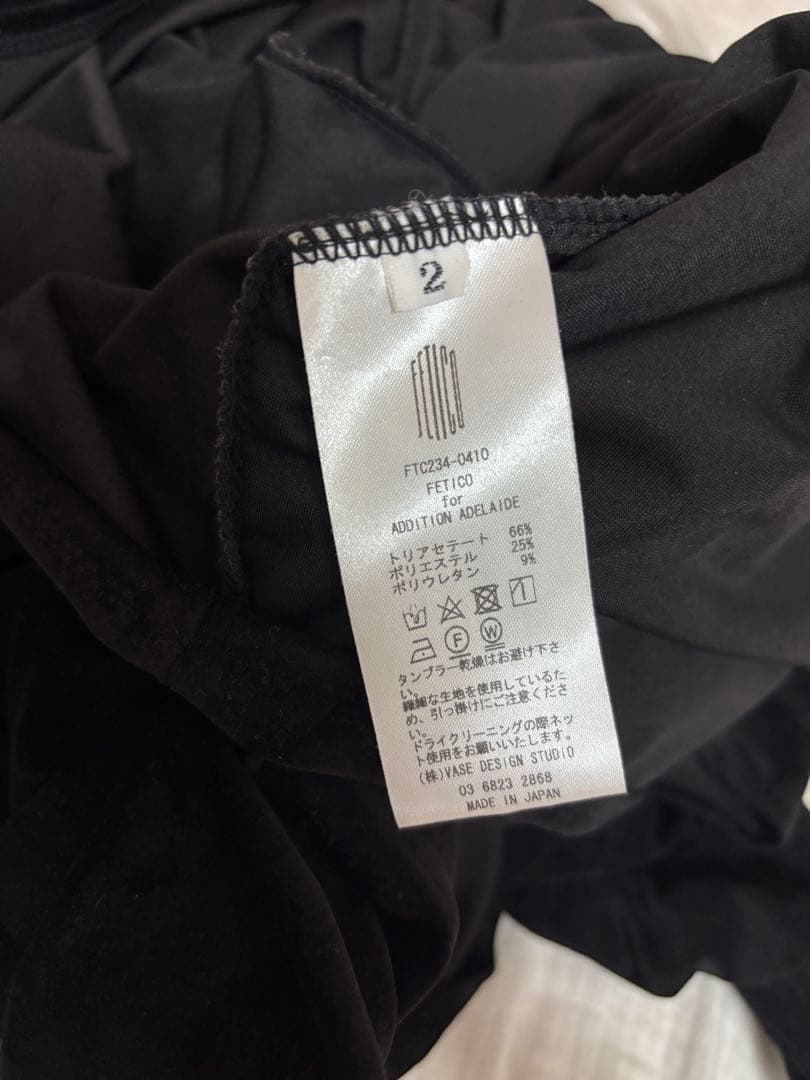 2
FETICO
FTC234-0410
FETICO
for
ADDITION ADELAIDE
トリアセテート 66%
ポリエステル 25%
ポリウレタン 9%
F W
タンブラー乾燥はお避け下さ
い。
繊細な生地を使用しているた
め、引っ掛けにご注意くださ
い。
ドライクリーニングの際ネッ
ト使用をお願いいたします。
(株)VASE DESIGN STUDIO
03 6823 2868
MADE IN JAPAN